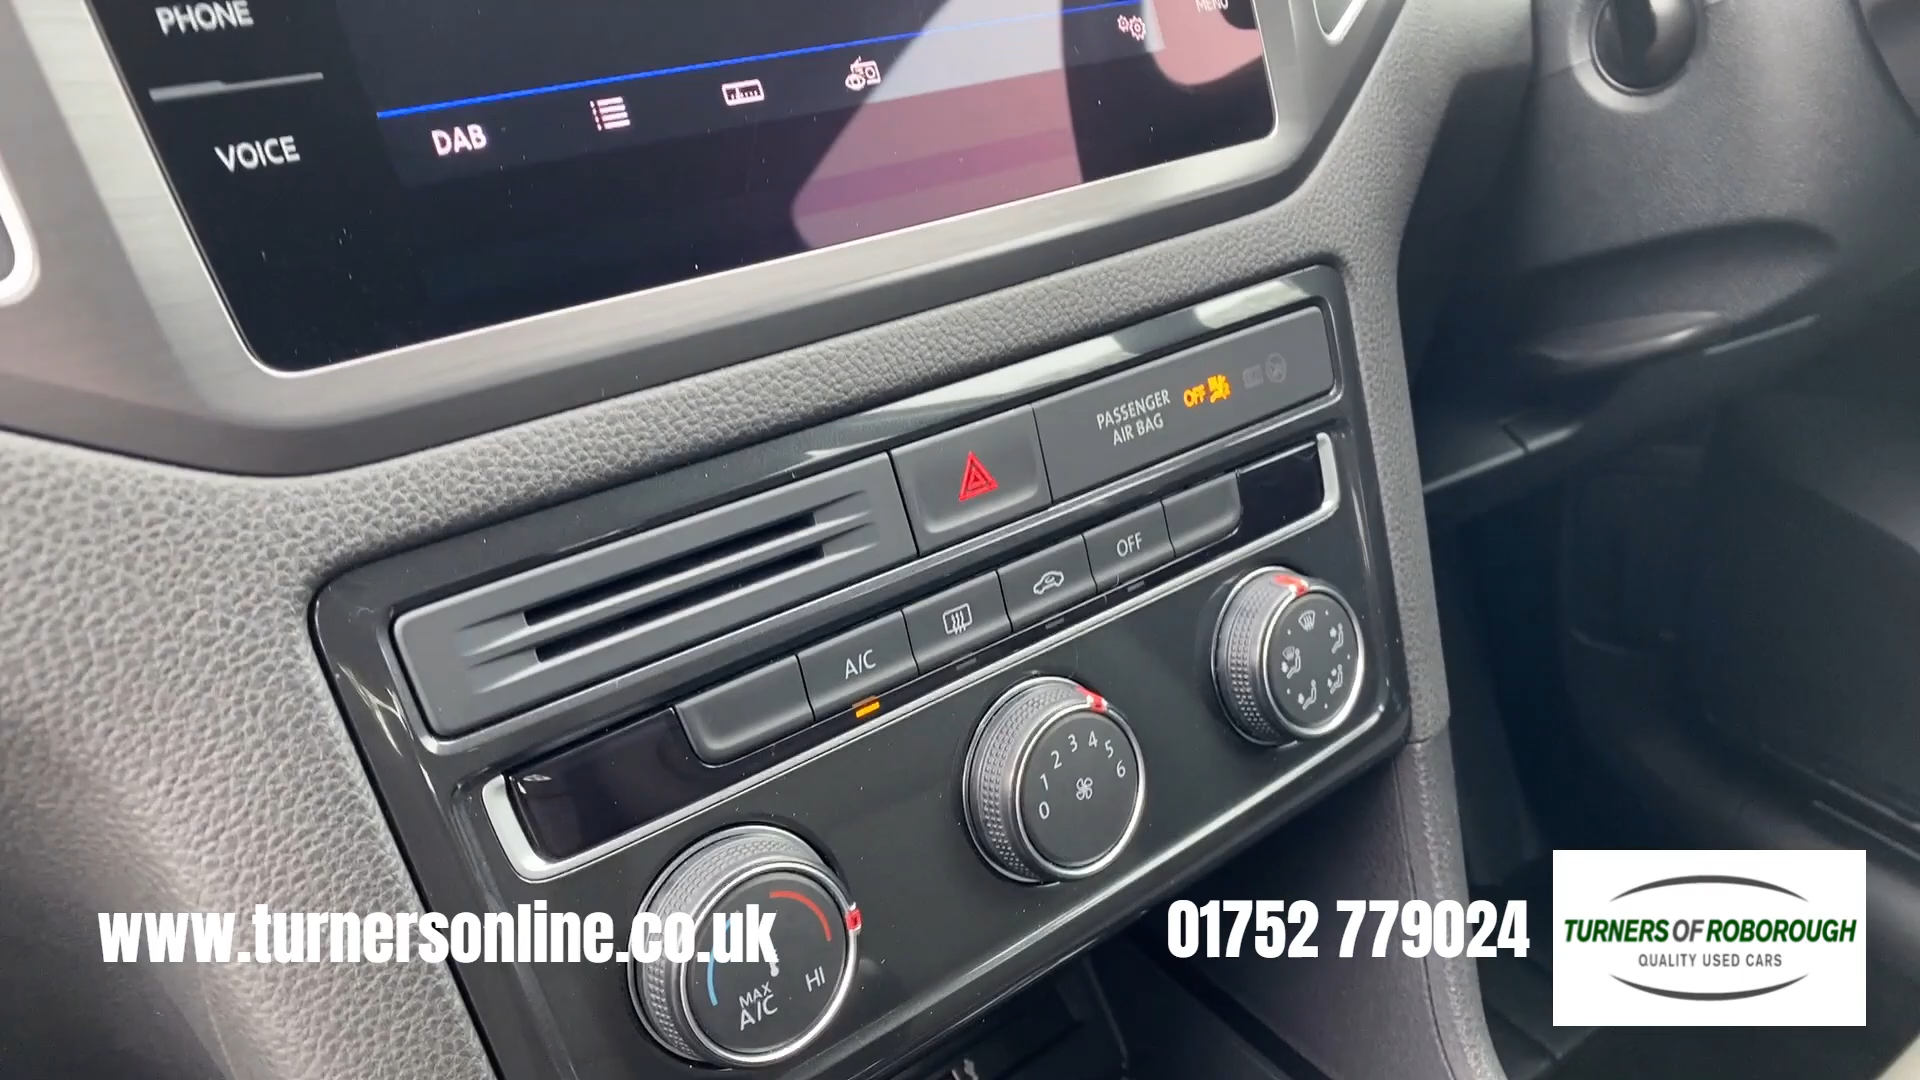 PHONE
MENU
VOICE
DAB
PASSENGER
AIR BAG
OFF
OFF
A/C
0 1 2 3 4 5 6
MAX
A/C
HI
www.turnersonline.co.uk
01752 779024
TURNERS OF ROBOROUGH
QUALITY USED CARS